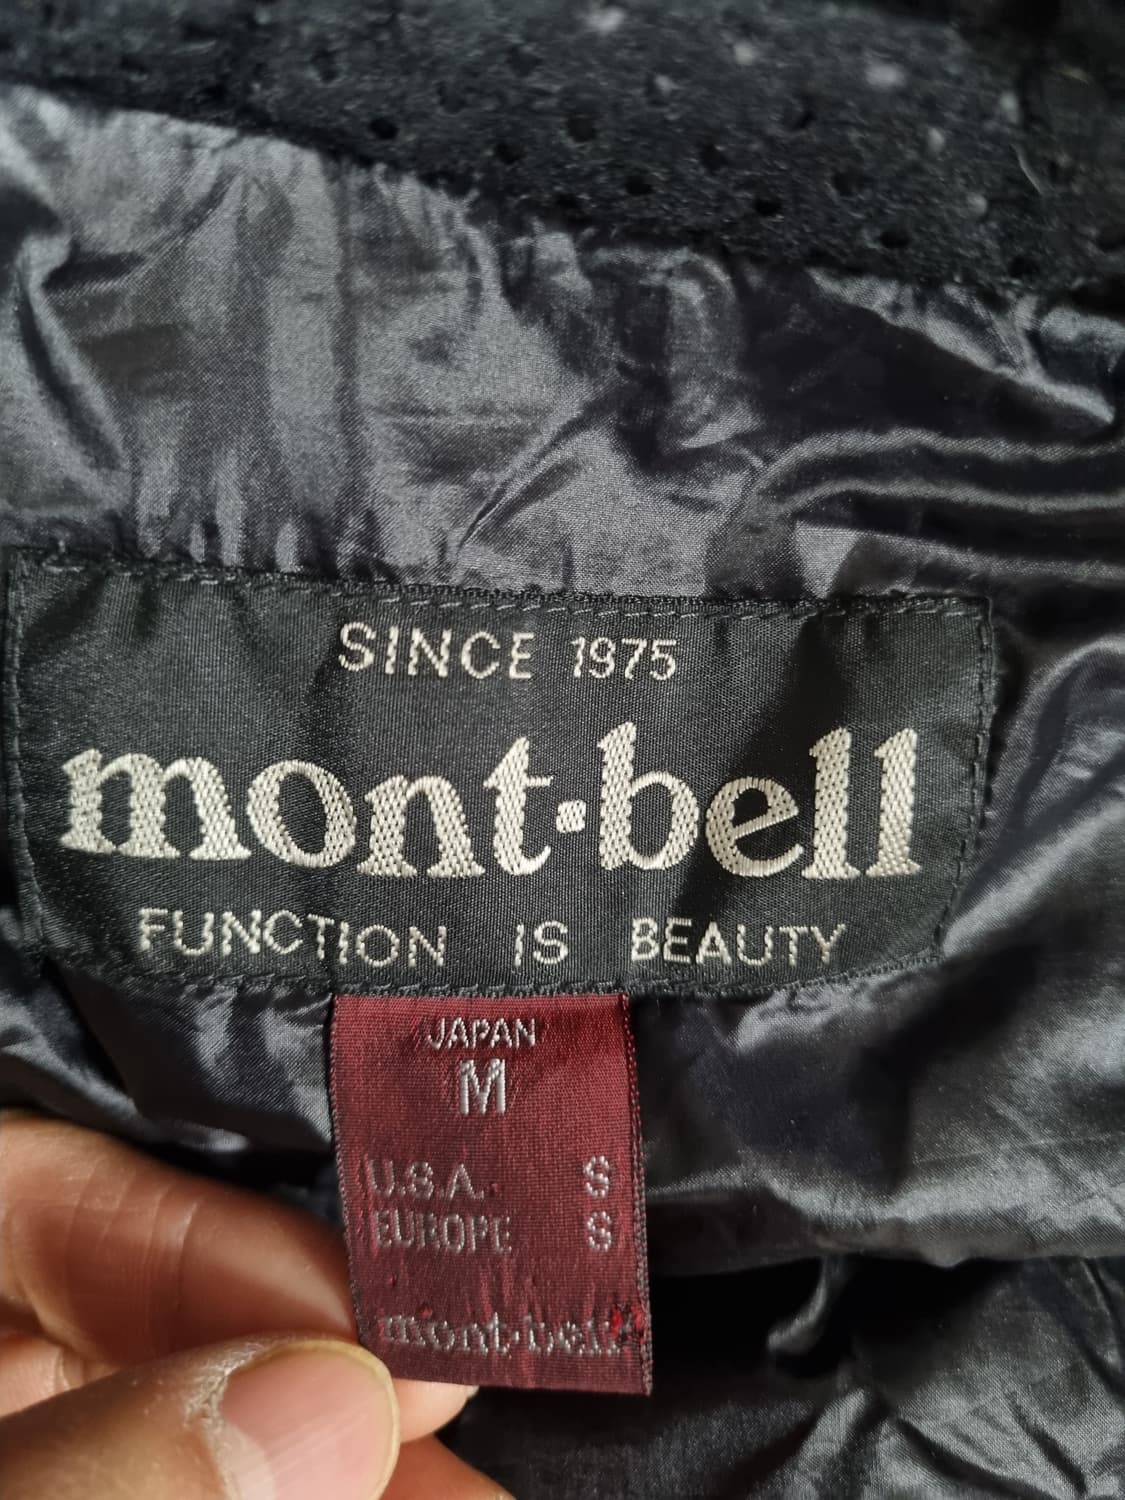 SINCE 1975
mont·bell
FUNCTION IS BEAUTY
JAPAN
M
U.S.A. S
EUROPE S
mont·bell